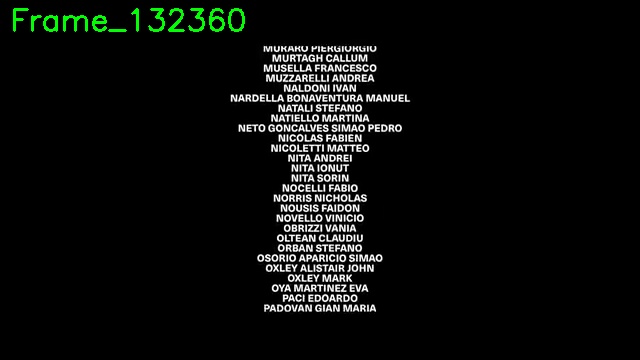 Frame_132360
MURARO PIERGIORGIO
MURTAGH CALLUM
MUSELLA FRANCESCO
MUZZARELLI ANDREA
NALDONI IVAN
NARDELLA BONAVENTURA MANUEL
NATALI STEFANO
NATIELLO MARTINA
NETO GONCALVES SIMAO PEDRO
NICOLAS FABIEN
NICOLETTI MATTEO
NITA ANDREI
NITA IONUT
NITA SORIN
NOCELLI FABIO
NORRIS NICHOLAS
NOUSIS FAIDON
NOVELLO VINICIO
OBRIZZI VANIA
OLTEAN CLAUDIU
ORBAN STEFANO
OSORIO APARICIO SIMAO
OXLEY ALISTAIR JOHN
OXLEY MARK
OYA MARTINEZ EVA
PACI EDOARDO
PADOVAN GIAN MARIA